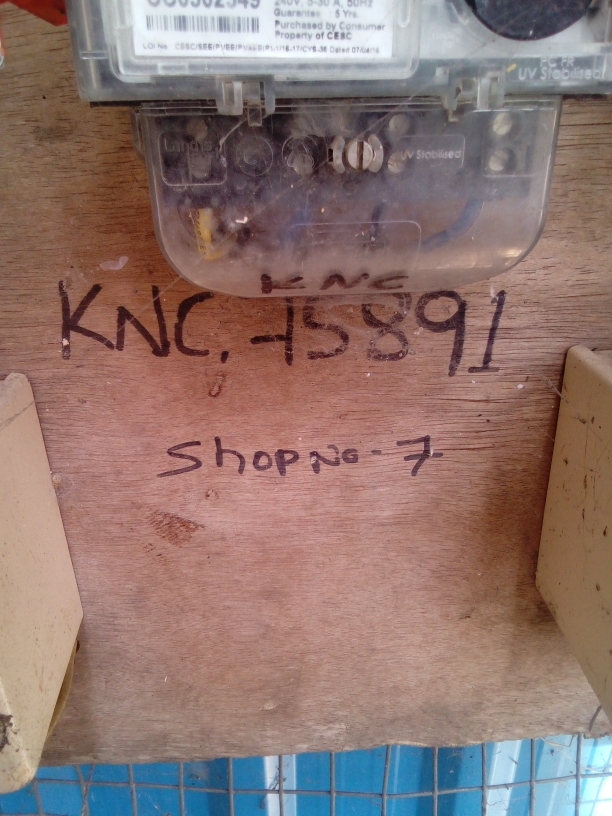 240V, 5-30 A, 50Hz
Guarantee : 5 Yrs.
Purchased by Consumer
Property of CESC
UV Stabilised
UV Stabilised
KNC
KNC. 45891
Shop No- 7